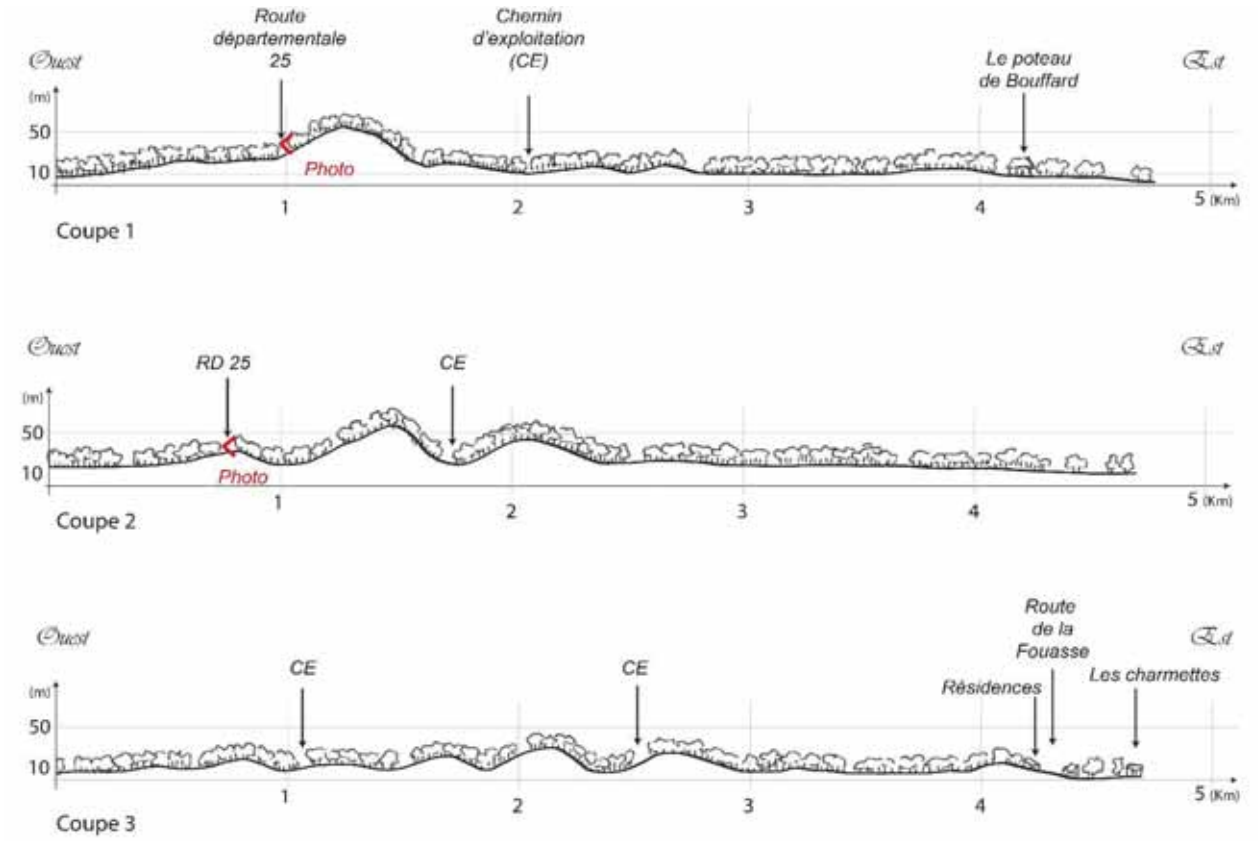 Route
départementale
25
Chemin
d'exploitation
(CE)
Le poteau
de Bouffard
Ouest
Est
(m)
50
10
Photo
1
2
3
4
5 (Km)
Coupe 1
Ouest
Est
RD 25
CE
(m)
50
10
Photo
1
2
3
4
5 (Km)
Coupe 2
Ouest
Est
Route
de la
Fouasse
CE
CE
Résidences
Les charmettes
(m)
50
10
1
2
3
4
5 (Km)
Coupe 3